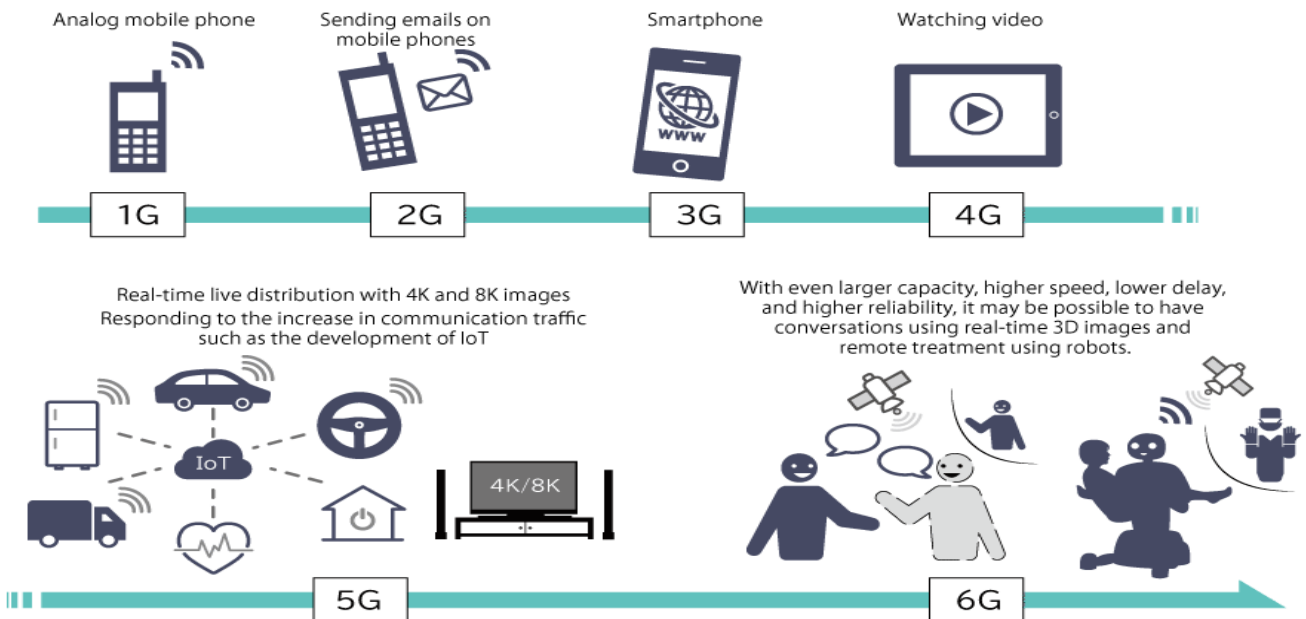 Analog mobile phone
Sending emails on
mobile phones
Smartphone
Watching video
www
1G
2G
3G
4G
Real-time live distribution with 4K and 8K images
Responding to the increase in communication traffic
such as the development of IoT
IoT
4K/8K
With even larger capacity, higher speed, lower delay,
and higher reliability, it may be possible to have
conversations using real-time 3D images and
remote treatment using robots.
5G
6G